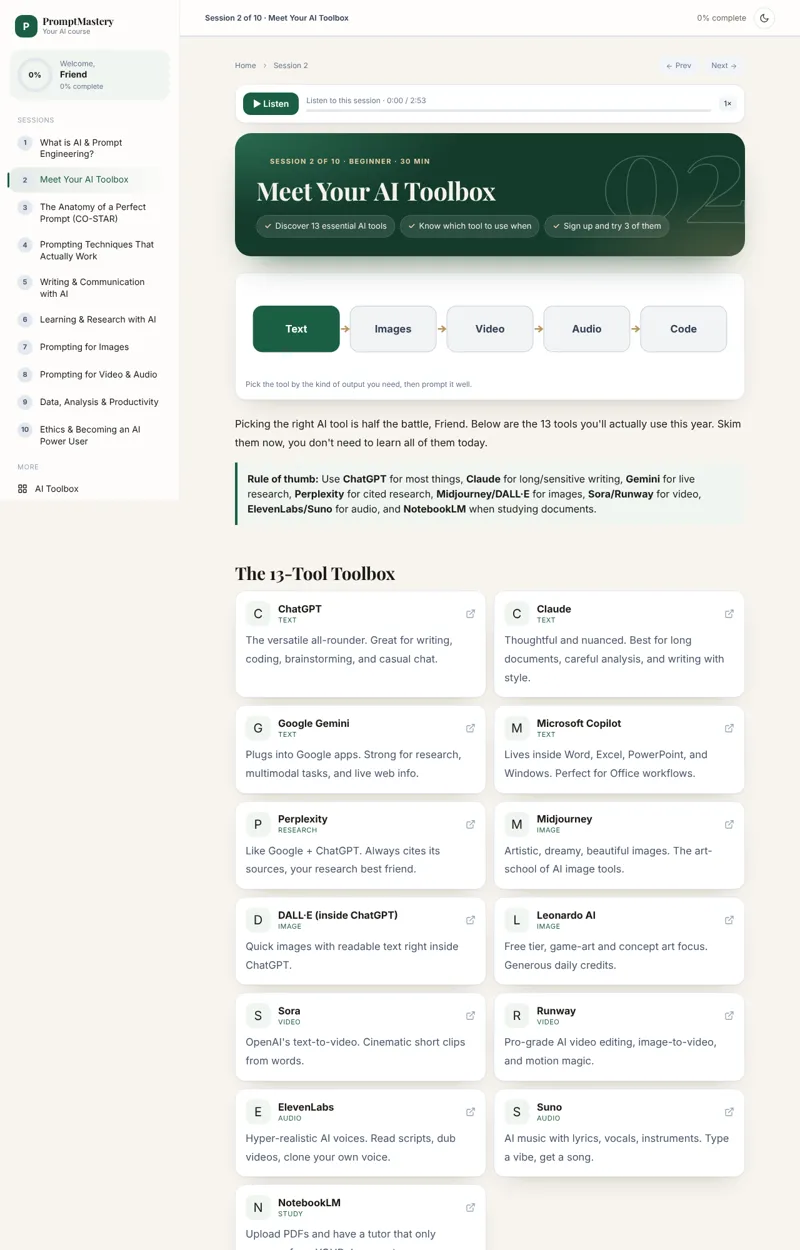 P
PromptMastery
Your AI course
Session 2 of 10 · Meet Your AI Toolbox
0% complete
0%
Welcome,
Friend
0% complete
SESSIONS
1
What is AI & Prompt
Engineering?
2
Meet Your AI Toolbox
3
The Anatomy of a Perfect
Prompt (CO-STAR)
4
Prompting Techniques That
Actually Work
5
Writing & Communication
with AI
6
Learning & Research with AI
7
Prompting for Images
8
Prompting for Video & Audio
9
Data, Analysis & Productivity
10
Ethics & Becoming an AI
Power User
MORE
AI Toolbox
Home › Session 2
← Prev
Next →
▶ Listen
Listen to this session · 0:00 / 2:53
1×
02
SESSION 2 OF 10 · BEGINNER · 30 MIN
Meet Your AI Toolbox
✓ Discover 13 essential AI tools
✓ Know which tool to use when
✓ Sign up and try 3 of them
Text → Images → Video → Audio → Code
Pick the tool by the kind of output you need, then prompt it well.
Picking the right AI tool is half the battle, Friend. Below are the 13 tools you'll actually use this year. Skim
them now, you don't need to learn all of them today.
Rule of thumb: Use ChatGPT for most things, Claude for long/sensitive writing, Gemini for live
research, Perplexity for cited research, Midjourney/DALL·E for images, Sora/Runway for video,
ElevenLabs/Suno for audio, and NotebookLM when studying documents.
The 13-Tool Toolbox
C
ChatGPT
TEXT
The versatile all-rounder. Great for writing,
coding, brainstorming, and casual chat.
C
Claude
TEXT
Thoughtful and nuanced. Best for long
documents, careful analysis, and writing with
style.
G
Google Gemini
TEXT
Plugs into Google apps. Strong for research,
multimodal tasks, and live web info.
M
Microsoft Copilot
TEXT
Lives inside Word, Excel, PowerPoint, and
Windows. Perfect for Office workflows.
P
Perplexity
RESEARCH
Like Google + ChatGPT. Always cites its
sources, your research best friend.
M
Midjourney
IMAGE
Artistic, dreamy, beautiful images. The art-
school of AI image tools.
D
DALL·E (inside ChatGPT)
IMAGE
Quick images with readable text right inside
ChatGPT.
L
Leonardo AI
IMAGE
Free tier, game-art and concept art focus.
Generous daily credits.
S
Sora
VIDEO
OpenAI's text-to-video. Cinematic short clips
from words.
R
Runway
VIDEO
Pro-grade AI video editing, image-to-video,
and motion magic.
E
ElevenLabs
AUDIO
Hyper-realistic AI voices. Read scripts, dub
videos, clone your own voice.
S
Suno
AUDIO
AI music with lyrics, vocals, instruments. Type
a vibe, get a song.
N
NotebookLM
STUDY
Upload PDFs and have a tutor that only